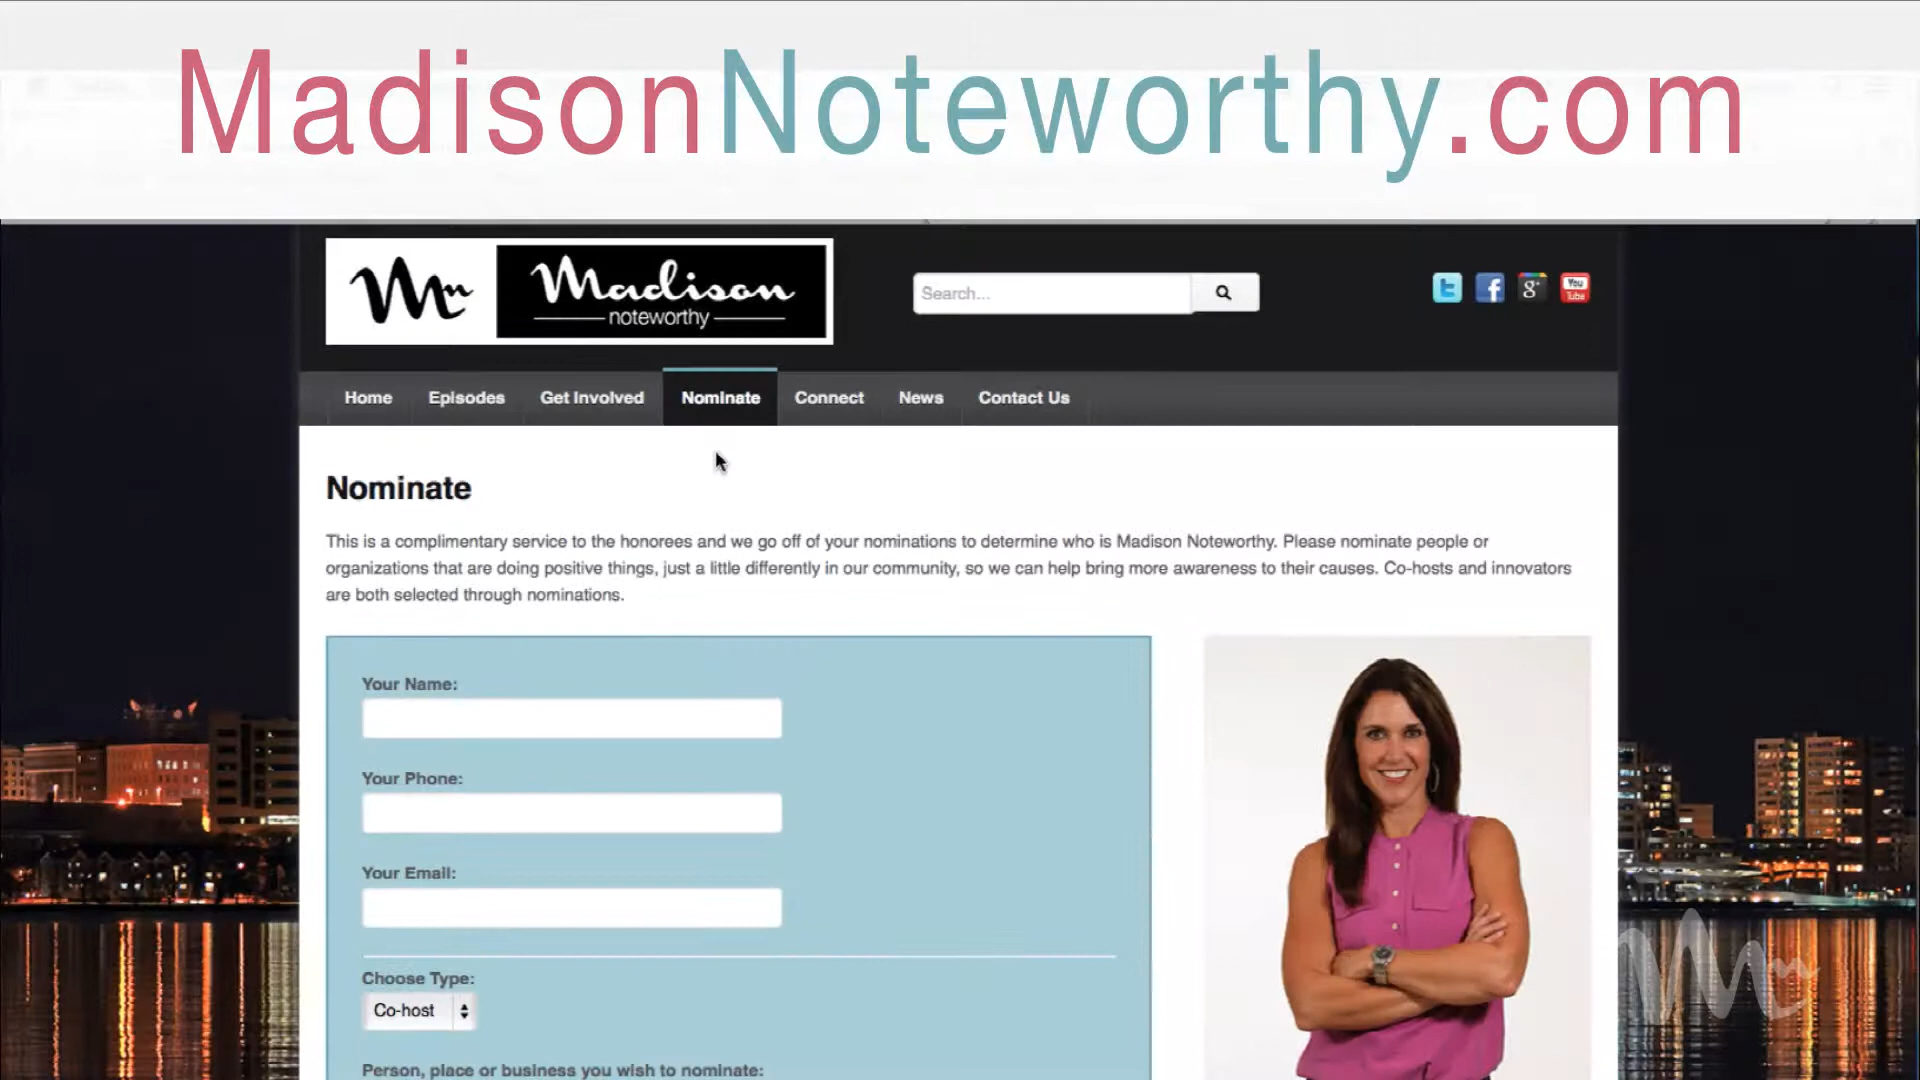 MadisonNoteworthy.com
Mn Madison
noteworthy
Search...
You
Tube
Home Episodes Get Involved Nominate Connect News Contact Us
Nominate
This is a complimentary service to the honorees and we go off of your nominations to determine who is Madison Noteworthy. Please nominate people or
organizations that are doing positive things, just a little differently in our community, so we can help bring more awareness to their causes. Co-hosts and innovators
are both selected through nominations.
Your Name:
Your Phone:
Your Email:
Choose Type:
Co-host
Person, place or business you wish to nominate:
Mn